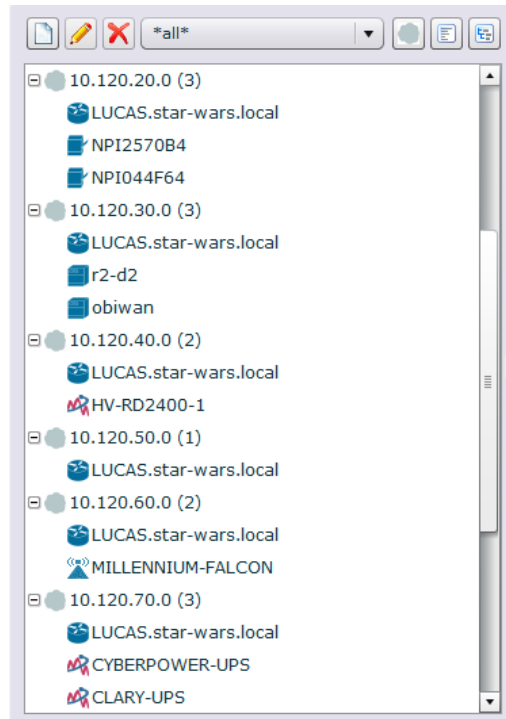 *all*
10.120.20.0 (3)
LUCAS.star-wars.local
NPI2570B4
NPI044F64
10.120.30.0 (3)
LUCAS.star-wars.local
r2-d2
obiwan
10.120.40.0 (2)
LUCAS.star-wars.local
HV-RD2400-1
10.120.50.0 (1)
LUCAS.star-wars.local
10.120.60.0 (2)
LUCAS.star-wars.local
MILLENNIUM-FALCON
10.120.70.0 (3)
LUCAS.star-wars.local
CYBERPOWER-UPS
CLARY-UPS